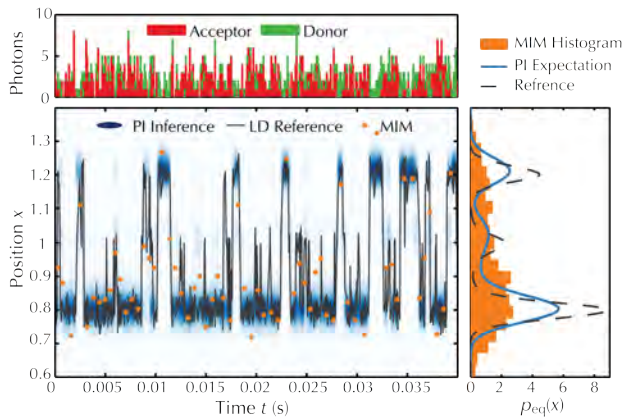 Acceptor Donor
Photons
10
5
0
MIM Histogram
PI Expectation
Refrence
PI Inference LD Reference MIM
Position x
1.3
1.2
1.1
1
0.9
0.8
0.7
0.6
0 0.005 0.01 0.015 0.02 0.025 0.03 0.035
Time t (s)
0 2 4 6 8
peq(x)